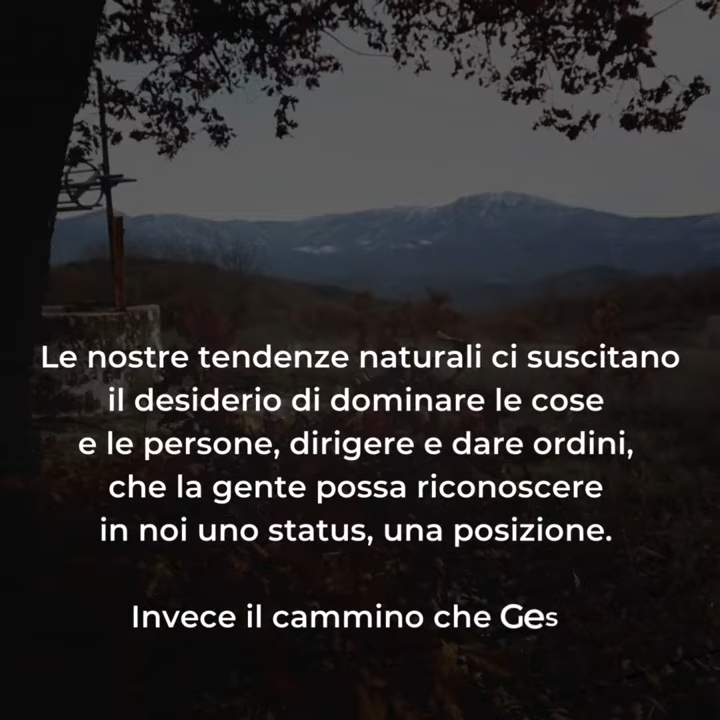 Le nostre tendenze naturali ci suscitano
il desiderio di dominare le cose
e le persone, dirigere e dare ordini,
che la gente possa riconoscere
in noi uno status, una posizione.
Invece il cammino che Ges